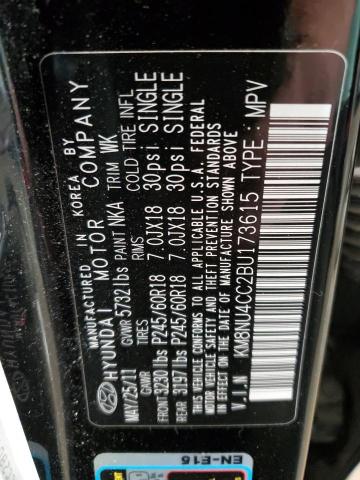 HYUNDAI MOTOR COMPANY
KOREA BY
MAY/25/11 GVWR 5732 lbs PAINT NKA TRIM WK
GAWR TIRES RIMS COLD TIRE INFL
FRONT 3230 lbs P245/60R18 7.0JX18 30psi SINGLE
REAR 3197 lbs P245/60R18 7.0JX18 30psi SINGLE
THIS VEHICLE CONFORMS TO ALL APPLICABLE U.S.A. FEDERAL
MOTOR VEHICLE SAFETY AND THEFT PREVENTION STANDARDS
IN EFFECT ON THE DATE OF MANUFACTURE SHOWN ABOVE
V.I.N KM8NU4CC2BU173615 TYPE : MPV
EN-E15